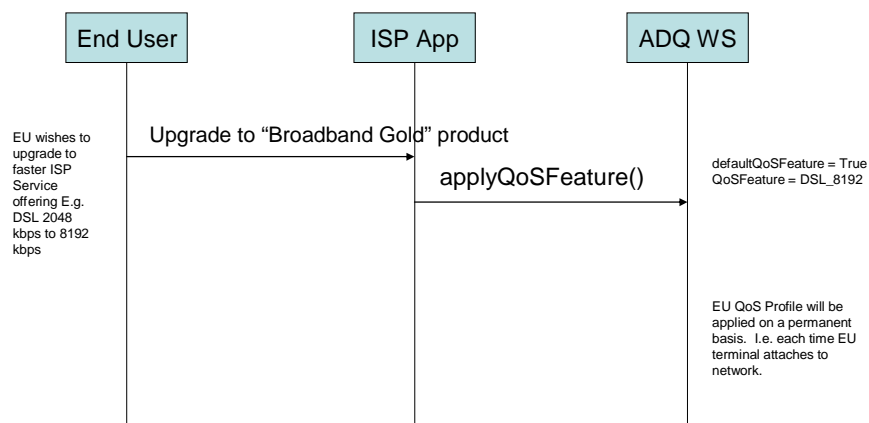 End User
ISP App
ADQ WS
EU wishes to
upgrade to
faster ISP
Service
offering E.g.
DSL 2048
kbps to 8192
kbps
Upgrade to “Broadband Gold” product
applyQoSFeature()
defaultQoSFeature = True
QoSFeature = DSL_8192
EU QoS Profile will be
applied on a permanent
basis. I.e. each time EU
terminal attaches to
network.